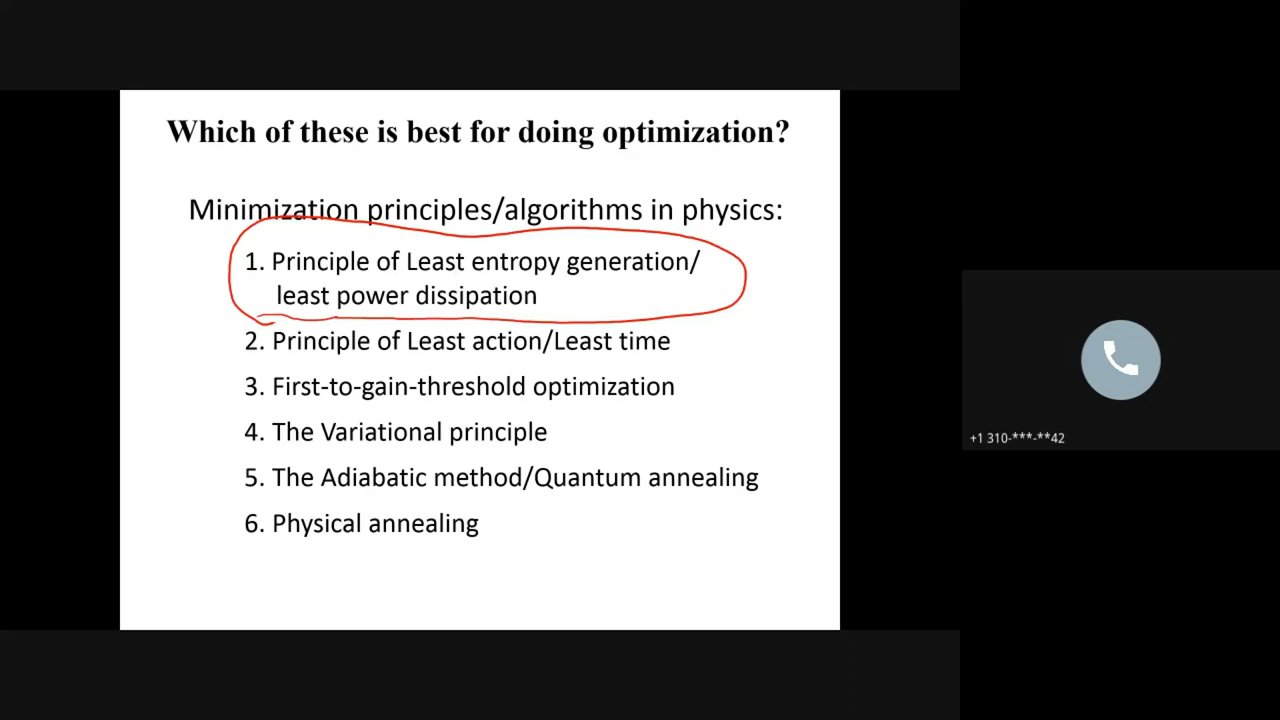 Which of these is best for doing optimization?
Minimization principles/algorithms in physics:
1. Principle of Least entropy generation/
least power dissipation
2. Principle of Least action/Least time
3. First-to-gain-threshold optimization
4. The Variational principle
5. The Adiabatic method/Quantum annealing
6. Physical annealing
+1 310-***-**42